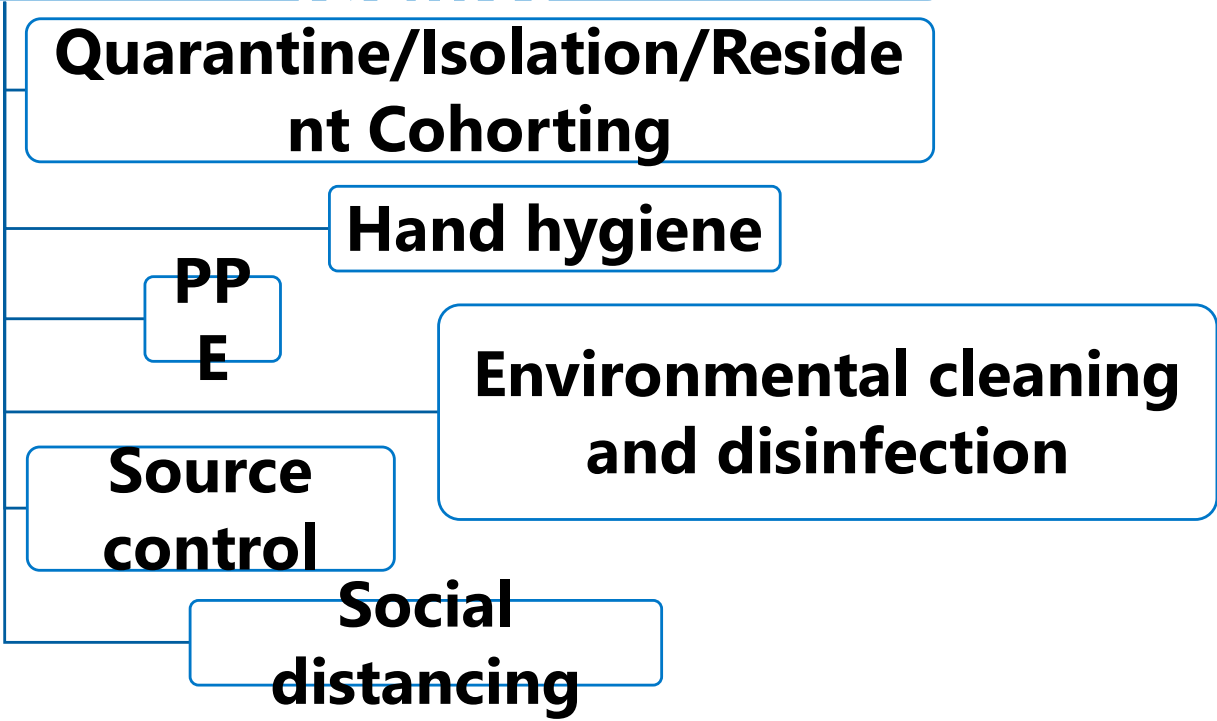 Quarantine/Isolation/Reside
nt Cohorting
Hand hygiene
PP
E
Environmental cleaning
and disinfection
Source
control
Social
distancing